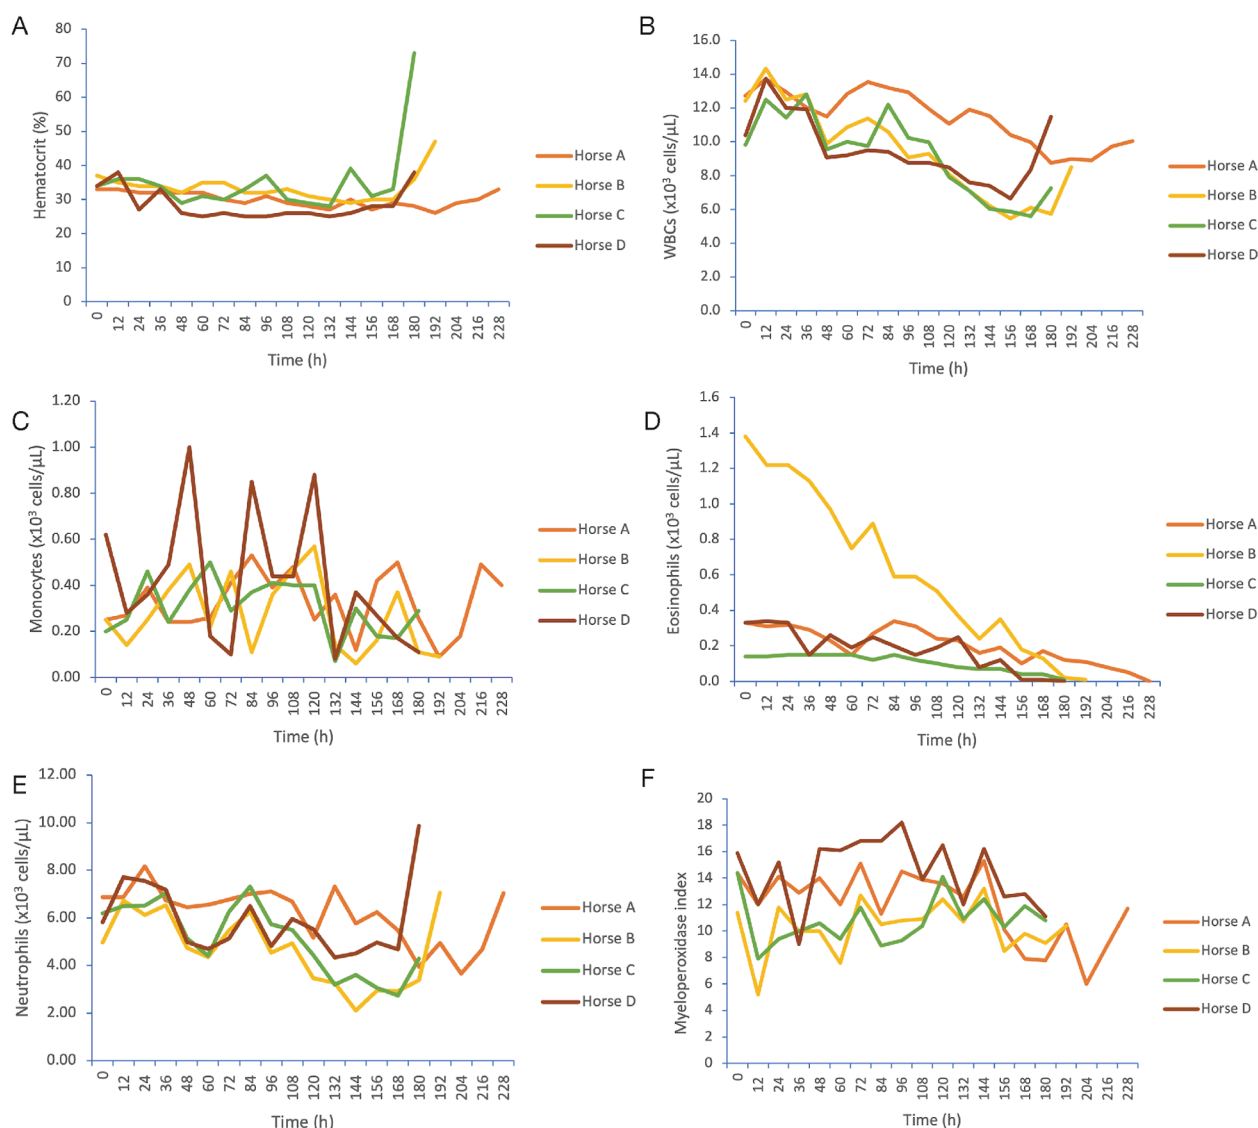 A
Hematocrit (%)
80
70
60
50
40
30
20
10
0
0 12 24 36 48 60 72 84 96 108 120 132 144 156 168 180 192 204 216 228
Time (h)
Horse A
Horse B
Horse C
Horse D
B
WBCs (x10³ cells/µL)
16.0
14.0
12.0
10.0
8.0
6.0
4.0
2.0
0.0
0 12 24 36 48 60 72 84 96 108 120 132 144 156 168 180 192 204 216 228
Time (h)
Horse A
Horse B
Horse C
Horse D
C
Monocytes (x10³ cells/µL)
1.20
1.00
0.80
0.60
0.40
0.20
0.00
0 12 24 36 48 60 72 84 96 108 120 132 144 156 168 180 192 204 216 228
Time (h)
Horse A
Horse B
Horse C
Horse D
D
Eosinophils (x10³ cells/µL)
1.6
1.4
1.2
1.0
0.8
0.6
0.4
0.2
0.0
0 12 24 36 48 60 72 84 96 108 120 132 144 156 168 180 192 204 216 228
Time (h)
Horse A
Horse B
Horse C
Horse D
E
Neutrophils (x10³ cells/µL)
12.00
10.00
8.00
6.00
4.00
2.00
0.00
0 12 24 36 48 60 72 84 96 108 120 132 144 156 168 180 192 204 216 228
Time (h)
Horse A
Horse B
Horse C
Horse D
F
Myeloperoxidase index
20
18
16
14
12
10
8
6
4
2
0
0 12 24 36 48 60 72 84 96 108 120 132 144 156 168 180 192 204 216 228
Time (h)
Horse A
Horse B
Horse C
Horse D